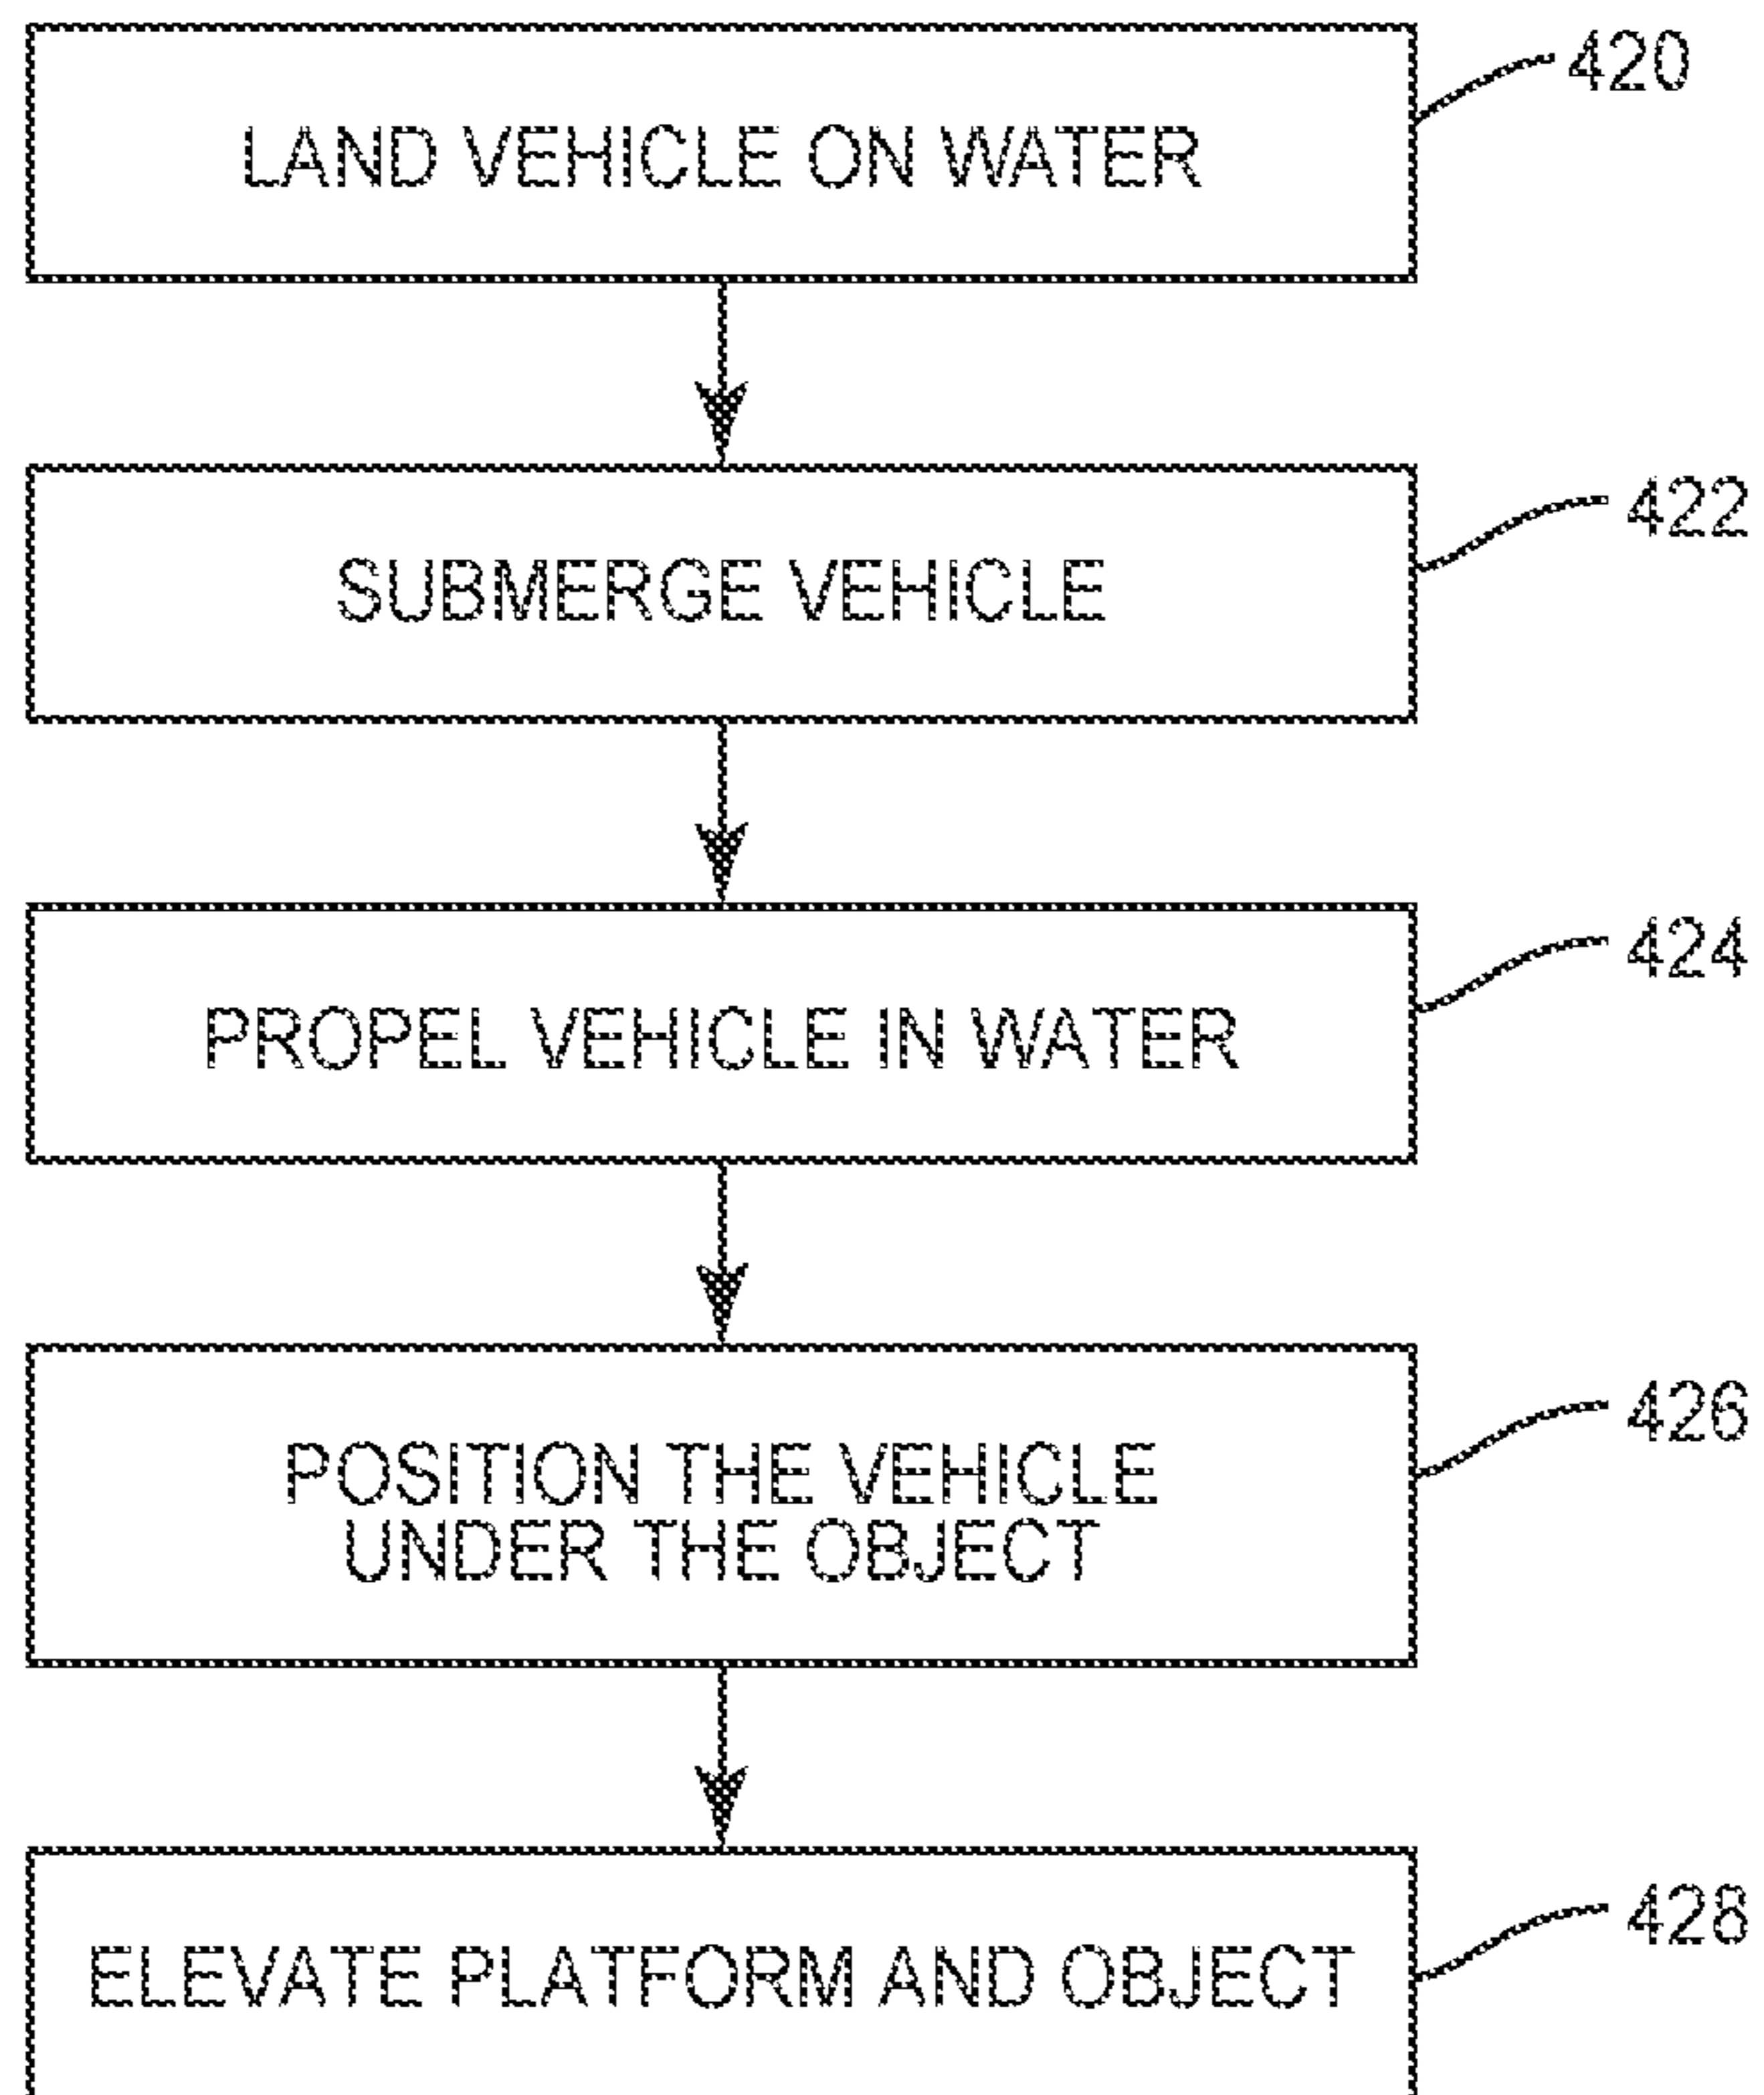 LAND VEHICLE ON WATER
420
SUBMERGE VEHICLE
422
PROPEL VEHICLE IN WATER
424
POSITION THE VEHICLE
UNDER THE OBJECT
426
ELEVATE PLATFORM AND OBJECT
428